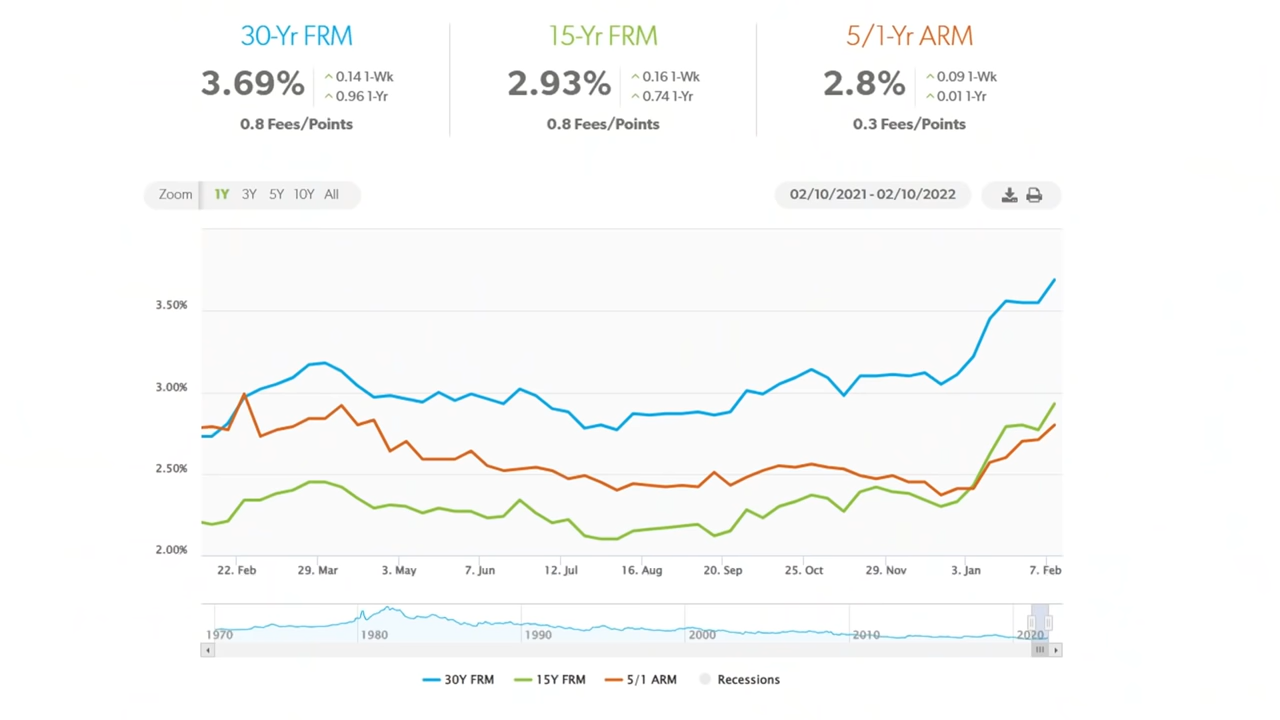 30-Yr FRM 15-Yr FRM 5/1-Yr ARM
3.69% 0.14 1-Wk 2.93% 0.16 1-Wk 2.8% 0.09 1-Wk
0.96 1-Yr 0.74 1-Yr 0.01 1-Yr
0.8 Fees/Points 0.8 Fees/Points 0.3 Fees/Points
Zoom 1Y 3Y 5Y 10Y All 02/10/2021 - 02/10/2022
3.50%
3.00%
2.50%
2.00%
22. Feb 29. Mar 3. May 7. Jun 12. Jul 16. Aug 20. Sep 25. Oct 29. Nov 3. Jan 7. Feb
1970 1980 1990 2000 2010 2020
30Y FRM 15Y FRM 5/1 ARM Recessions